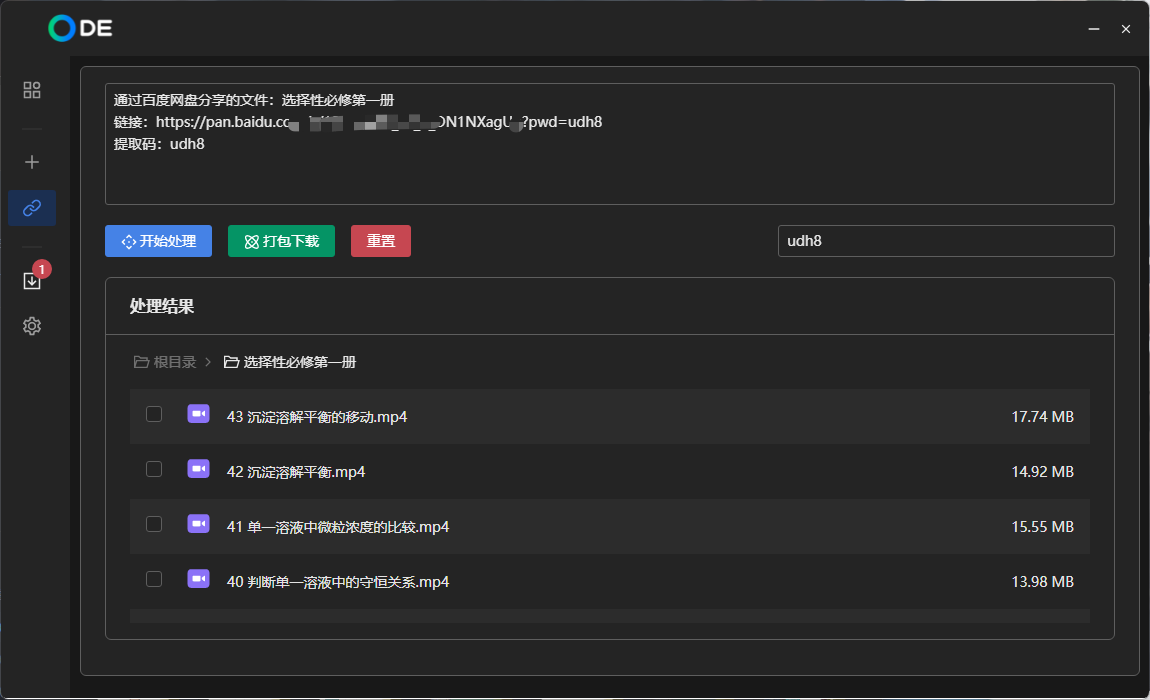 DE
通过百度网盘分享的文件：选择性必修第一册
链接：https://pan.baidu.cc DN1NXagU ?pwd=udh8
提取码：udh8
开始处理 打包下载 重置 udh8
1
处理结果
根目录 > 选择性必修第一册
43 沉淀溶解平衡的移动.mp4 17.74 MB
42 沉淀溶解平衡.mp4 14.92 MB
41 单一溶液中微粒浓度的比较.mp4 15.55 MB
40 判断单一溶液中的守恒关系.mp4 13.98 MB